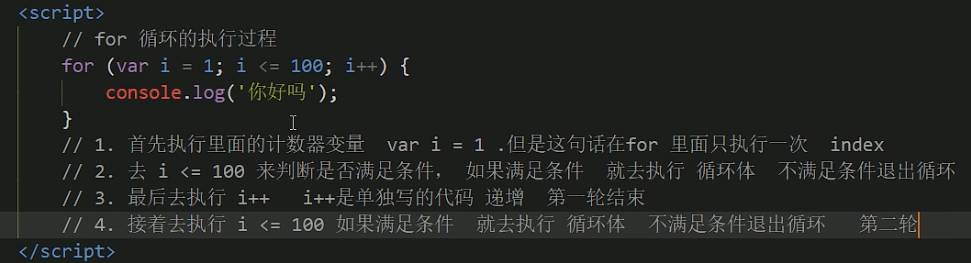 <script>
// for 循环的执行过程
for (var i = 1; i <= 100; i++) {
console.log('你好吗');
}
// 1. 首先执行里面的计数器变量  var i = 1 .但是这句话在for 里面只执行一次  index
// 2. 去 i <= 100 来判断是否满足条件， 如果满足条件  就去执行 循环体  不满足条件退出循环
// 3. 最后去执行 i++   i++是单独写的代码 递增  第一轮结束
// 4. 接着去执行 i <= 100 如果满足条件  就去执行 循环体  不满足条件退出循环   第二轮
</script>